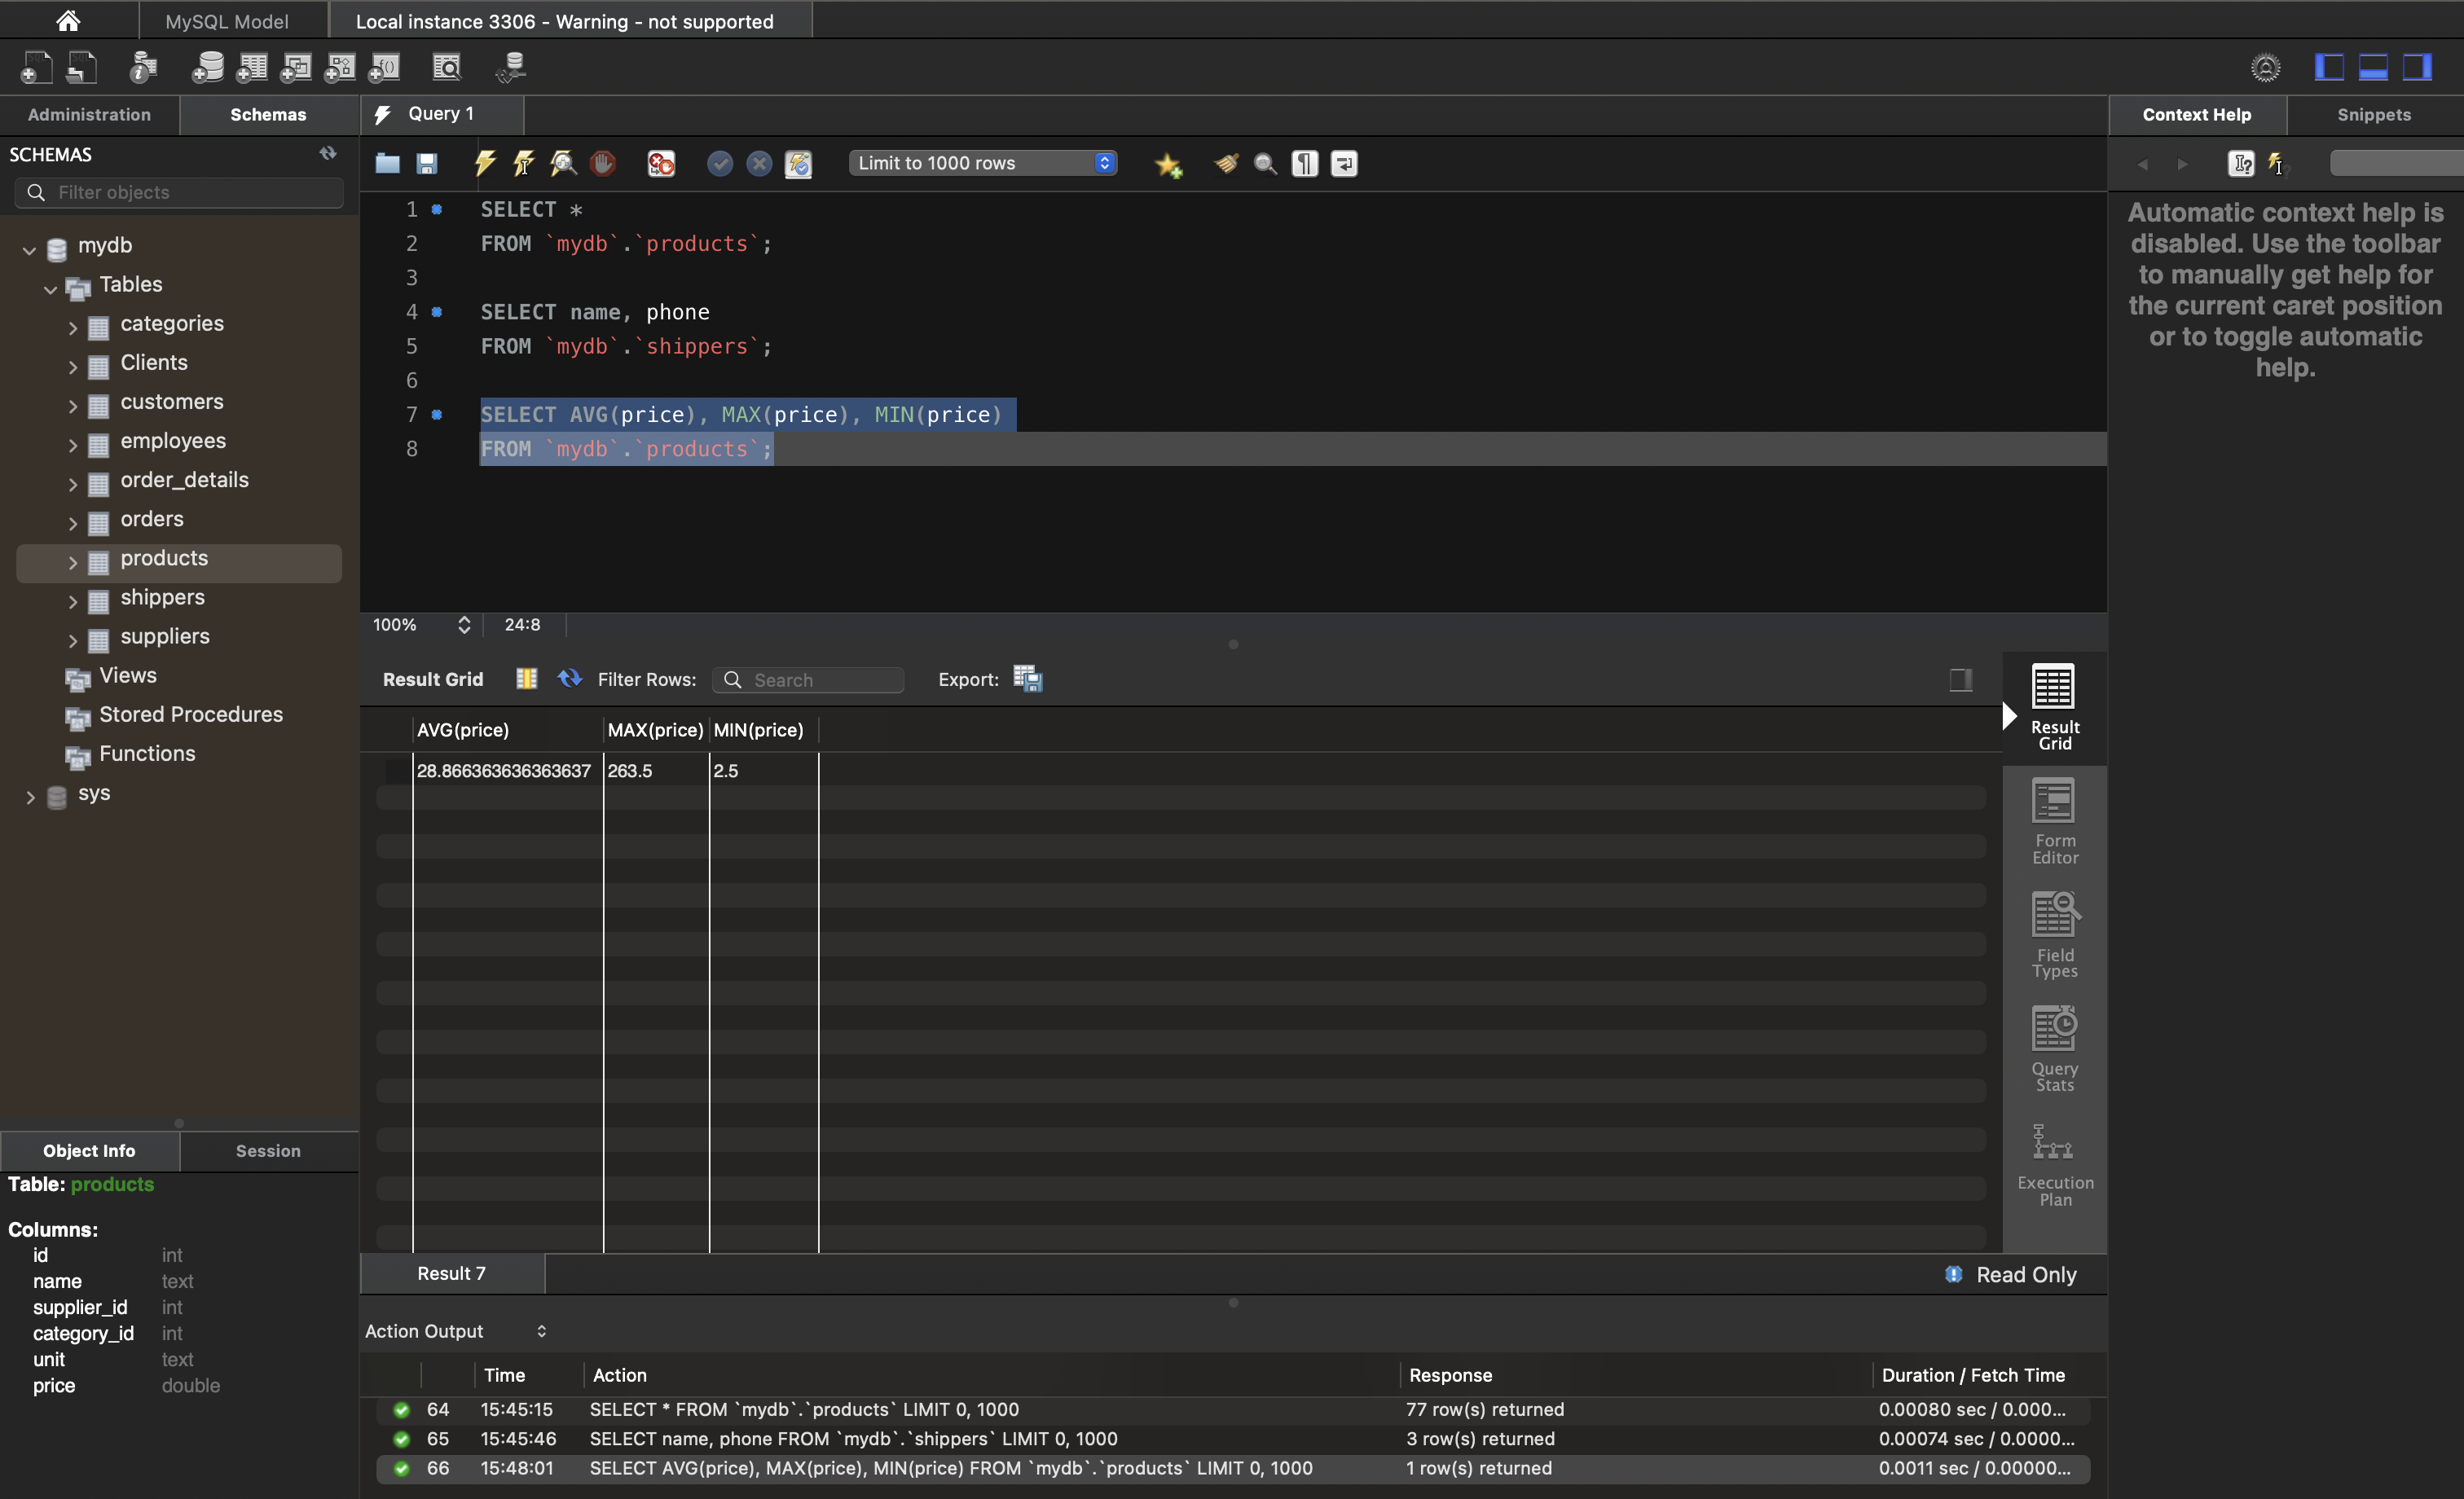 MySQL Model
Local instance 3306 - Warning - not supported
Administration
Schemas
Query 1
Context Help
Snippets
SCHEMAS
Filter objects
Limit to 1000 rows
mydb
Tables
categories
Clients
customers
employees
order_details
orders
products
shippers
suppliers
Views
Stored Procedures
Functions
sys
1 SELECT *
2 FROM `mydb`.`products`;
3
4 SELECT name, phone
5 FROM `mydb`.`shippers`;
6
7 SELECT AVG(price), MAX(price), MIN(price)
8 FROM `mydb`.`products`;
Automatic context help is
disabled. Use the toolbar
to manually get help for
the current caret position
or to toggle automatic
help.
100%
24:8
Result Grid
Filter Rows:
Search
Export:
AVG(price) MAX(price) MIN(price)
28.866363636363637 263.5 2.5
Result
Grid
Form
Editor
Field
Types
Query
Stats
Execution
Plan
Object Info
Session
Table: products
Columns:
id int
name text
supplier_id int
category_id int
unit text
price double
Result 7
Read Only
Action Output
Time Action Response Duration / Fetch Time
64 15:45:15 SELECT * FROM `mydb`.`products` LIMIT 0, 1000 77 row(s) returned 0.00080 sec / 0.000...
65 15:45:46 SELECT name, phone FROM `mydb`.`shippers` LIMIT 0, 1000 3 row(s) returned 0.00074 sec / 0.0000...
66 15:48:01 SELECT AVG(price), MAX(price), MIN(price) FROM `mydb`.`products` LIMIT 0, 1000 1 row(s) returned 0.0011 sec / 0.00000...